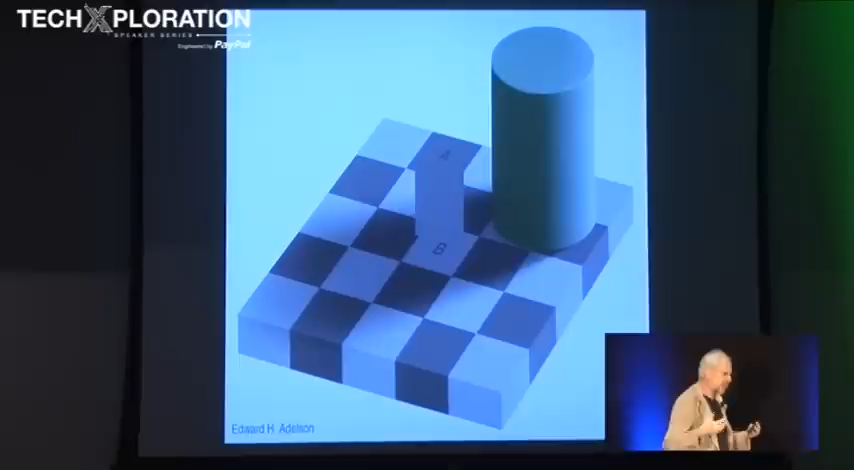 TECHXPLORATION
SPEAKER SERIES
Engineered by PayPal
A
B
Edward H. Adelson